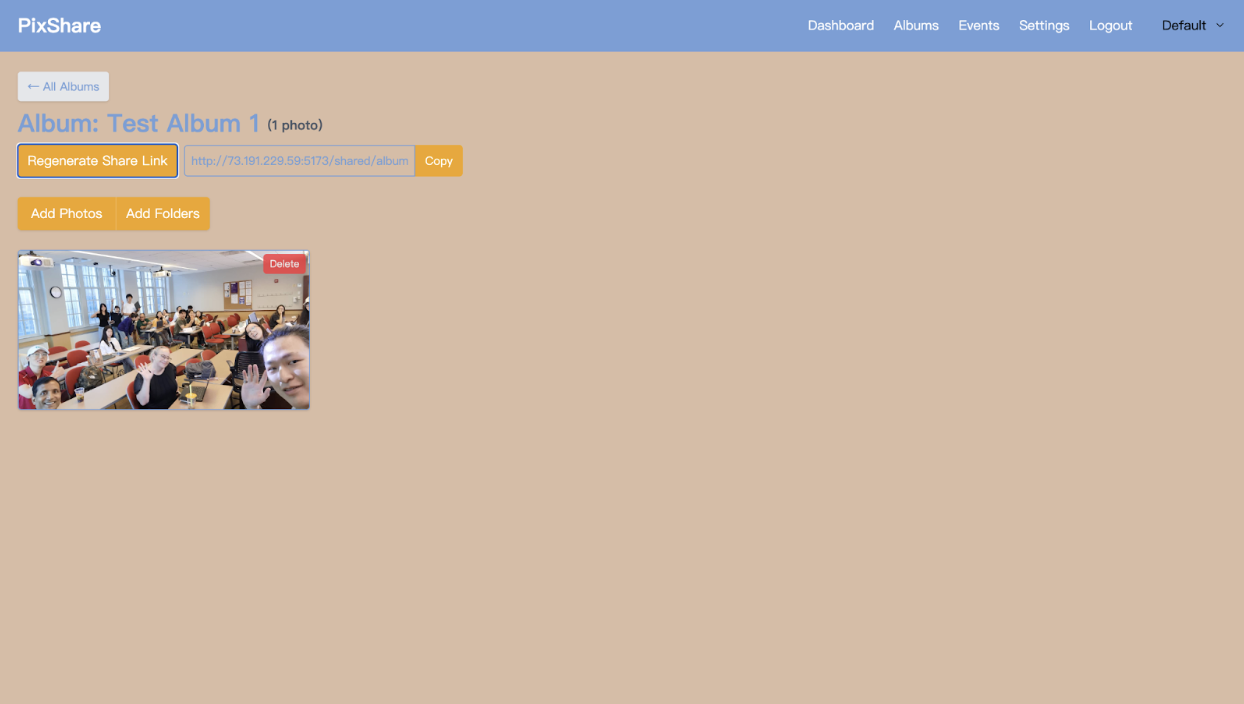 PixShare
Dashboard Albums Events Settings Logout Default
← All Albums
Album: Test Album 1 (1 photo)
Regenerate Share Link http://73.191.229.59:5173/shared/album Copy
Add Photos Add Folders
Delete